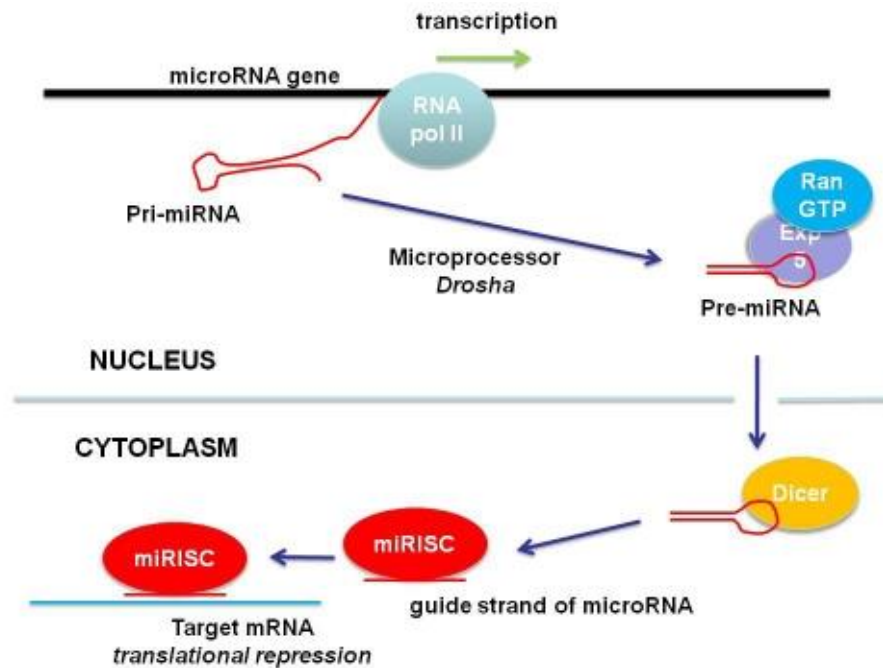 transcription
microRNA gene
RNA
pol II
Pri-miRNA
Ran
GTP
Exp
5
Microprocessor
Drosha
Pre-miRNA
NUCLEUS
CYTOPLASM
Dicer
miRISC
miRISC
guide strand of microRNA
Target mRNA
translational repression